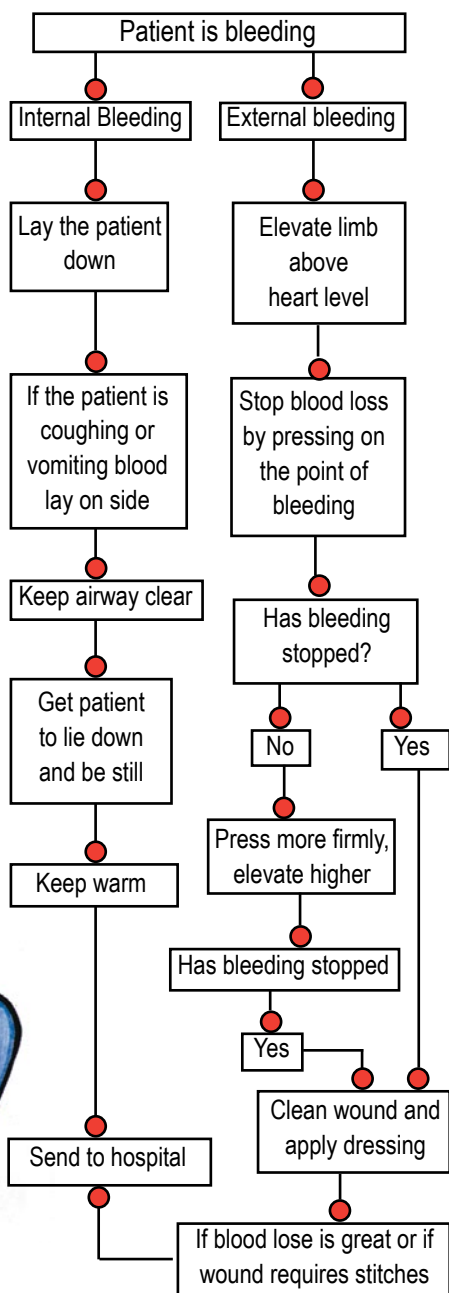 Patient is bleeding
Internal Bleeding
External bleeding
Lay the patient
down
Elevate limb
above
heart level
If the patient is
coughing or
vomiting blood
lay on side
Stop blood loss
by pressing on
the point of
bleeding
Keep airway clear
Has bleeding
stopped?
Get patient
to lie down
and be still
No
Yes
Press more firmly,
elevate higher
Keep warm
Has bleeding stopped
Yes
Clean wound and
apply dressing
Send to hospital
If blood lose is great or if
wound requires stitches